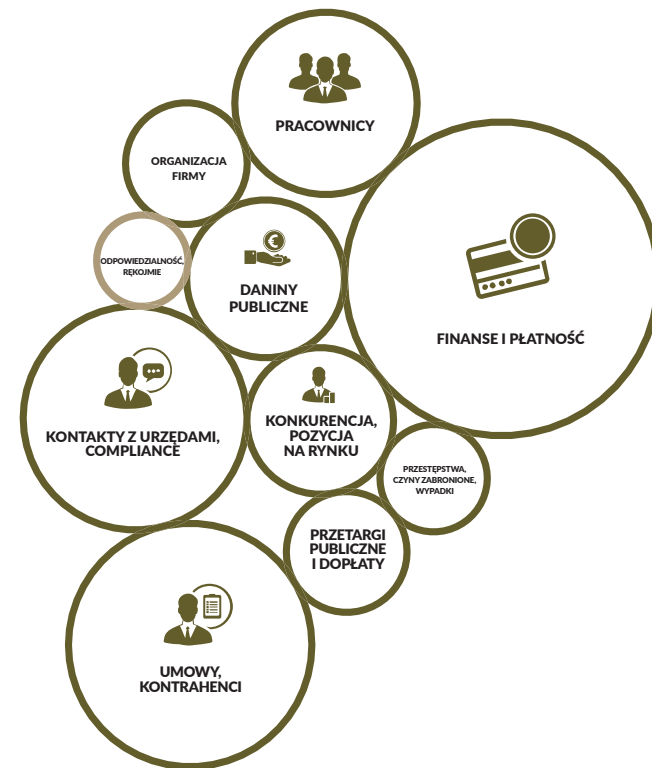 PRACOWNICY
ORGANIZACJA
FIRMY
ODPOWIEDZIALNOŚĆ,
RĘKOJMIE
DANINY
PUBLICZNE
FINANSE I PŁATNOŚĆ
KONTAKTY Z URZĘDAMI,
COMPLIANCE
KONKURENCJA,
POZYCJA
NA RYNKU
PRZESTĘPSTWA,
CZYNY ZABRONIONE,
WYPADKI
PRZETARGI
PUBLICZNE
I DOPŁATY
UMOWY,
KONTRAHENCI